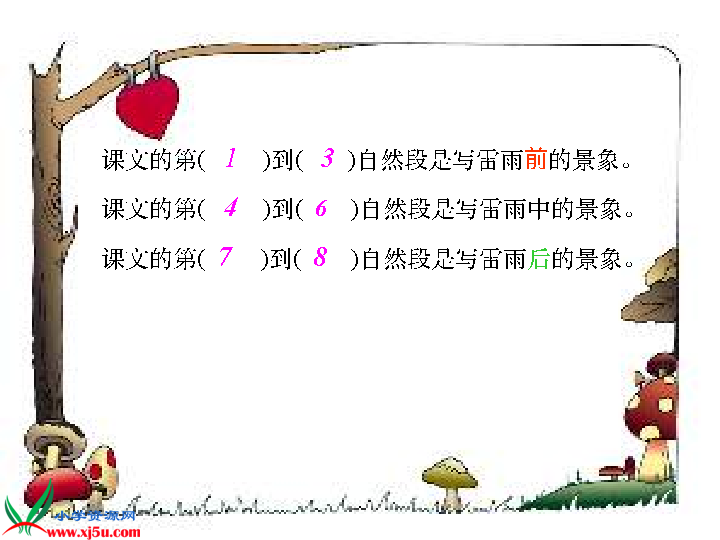 课文的第( 1 )到( 3 )自然段是写雷雨前的景象。
课文的第( 4 )到( 6 )自然段是写雷雨中的景象。
课文的第( 7 )到( 8 )自然段是写雷雨后的景象。
小学资源网
www.xj5u.com